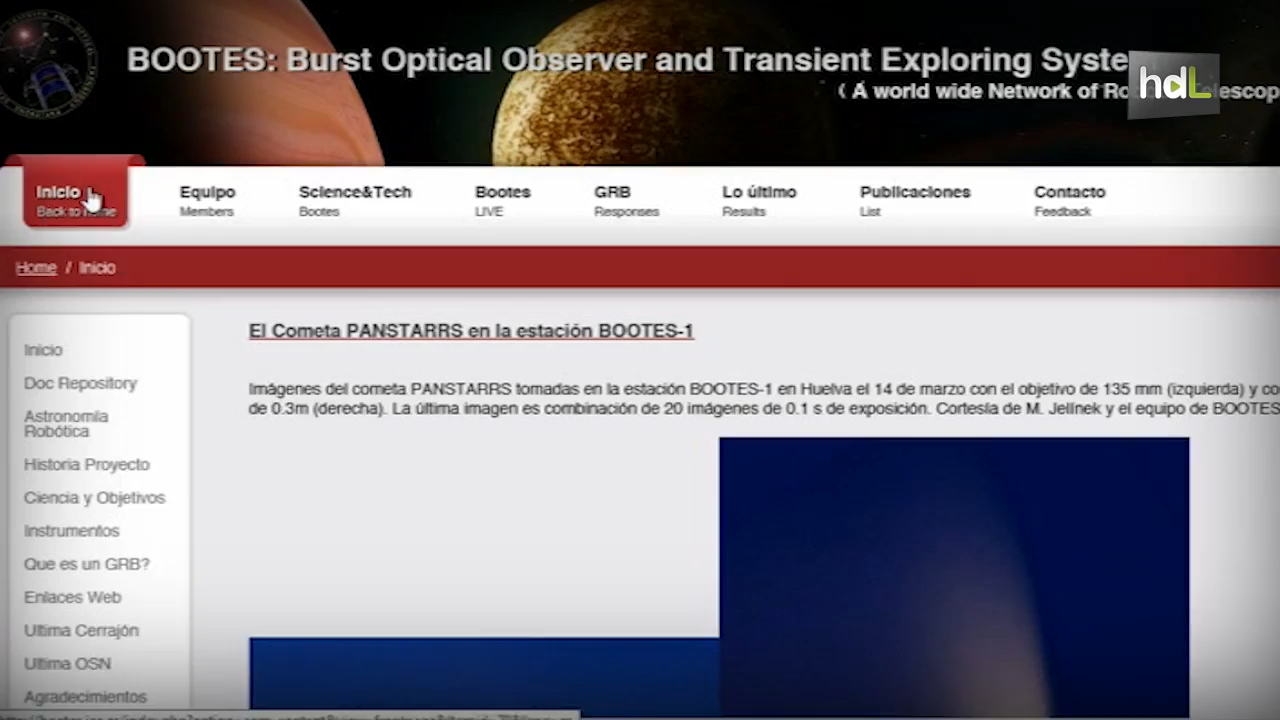 BOOTES: Burst Optical Observer and Transient Exploring Syste
( A world wide Network of Ro
hdL
Inicio
Back to home
Equipo
Members
Science&Tech
Bootes
Bootes
LIVE
GRB
Responses
Lo último
Results
Publicaciones
List
Contacto
Feedback
Home / Inicio
Inicio
Doc Repository
Astronomía
Robótica
Historia Proyecto
Ciencia y Objetivos
Instrumentos
Que es un GRB?
Enlaces Web
Ultima Cerrajón
Ultima OSN
Agradecimientos
El Cometa PANSTARRS en la estación BOOTES-1
Imágenes del cometa PANSTARRS tomadas en la estación BOOTES-1 en Huelva el 14 de marzo con el objetivo de 135 mm (izquierda) y co
de 0.3m (derecha). La última imagen es combinación de 20 imágenes de 0.1 s de exposición. Cortesía de M. Jelínek y el equipo de BOOTES